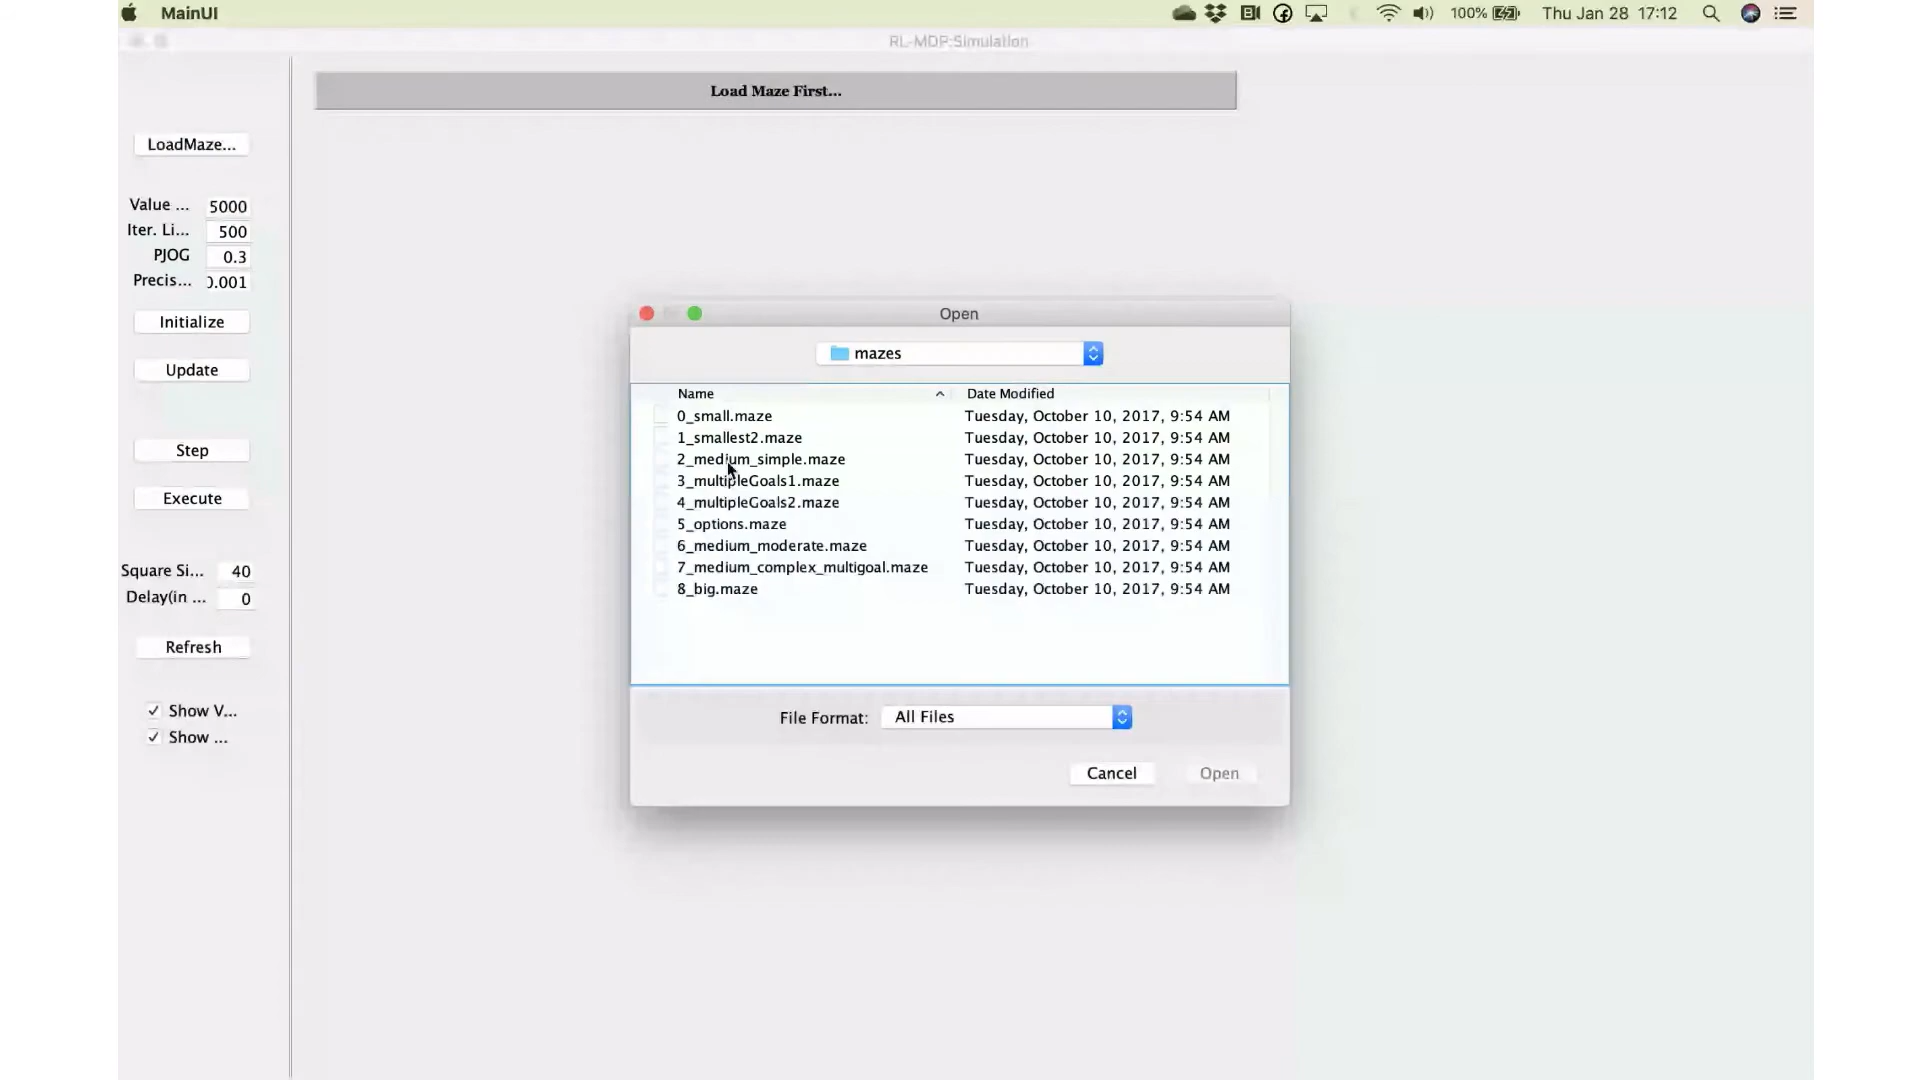 MainUI
100%
Thu Jan 28 17:12
RL-MDP:Simulation
Load Maze First...
LoadMaze...
Value ... 5000
Iter. Li... 500
PJOG 0.3
Precis... 0.001
Initialize
Update
Step
Execute
Square Si... 40
Delay(in ... 0
Refresh
Show V...
Show ...
Open
mazes
Name Date Modified
0_small.maze Tuesday, October 10, 2017, 9:54 AM
1_smallest2.maze Tuesday, October 10, 2017, 9:54 AM
2_medium_simple.maze Tuesday, October 10, 2017, 9:54 AM
3_multipleGoals1.maze Tuesday, October 10, 2017, 9:54 AM
4_multipleGoals2.maze Tuesday, October 10, 2017, 9:54 AM
5_options.maze Tuesday, October 10, 2017, 9:54 AM
6_medium_moderate.maze Tuesday, October 10, 2017, 9:54 AM
7_medium_complex_multigoal.maze Tuesday, October 10, 2017, 9:54 AM
8_big.maze Tuesday, October 10, 2017, 9:54 AM
File Format: All Files
Cancel Open